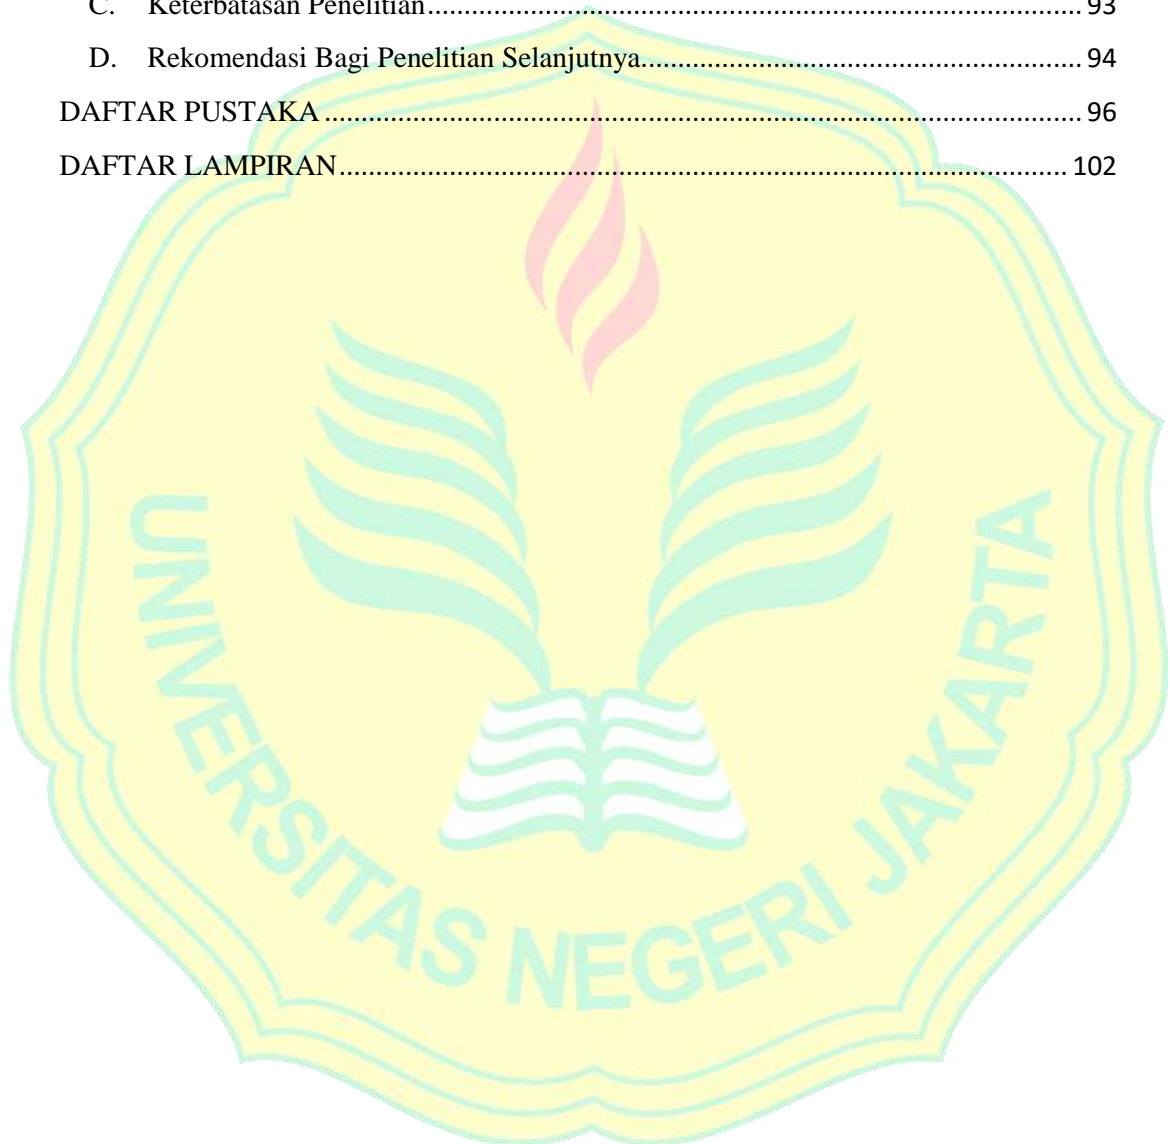 C. Keterbatasan Penelitian........................................................................................... 93
D. Rekomendasi Bagi Penelitian Selanjutnya............................................................ 94
DAFTAR PUSTAKA ....................................................................................................... 96
DAFTAR LAMPIRAN.................................................................................................... 102
UNIVERSITAS NEGERI JAKARTA